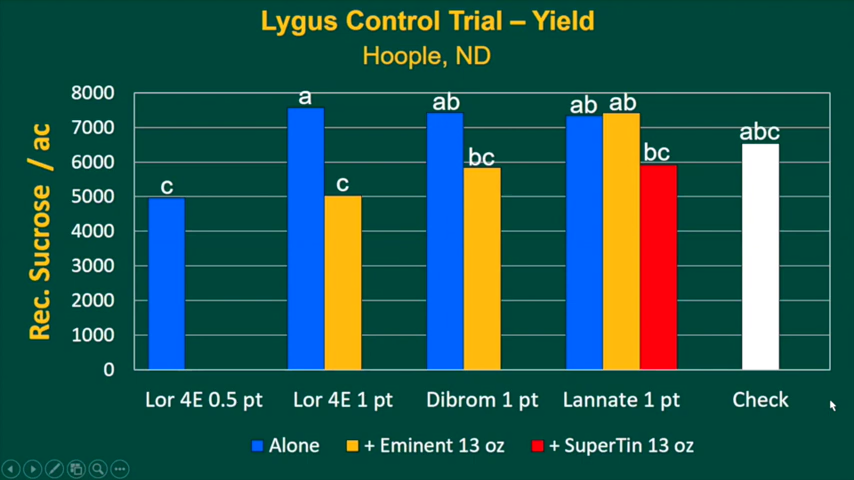 Lygus Control Trial – Yield
Hoople, ND
Rec. Sucrose / ac
8000
7000
6000
5000
4000
3000
2000
1000
0
c
a
c
ab
bc
ab
ab
bc
abc
Lor 4E 0.5 pt
Lor 4E 1 pt
Dibrom 1 pt
Lannate 1 pt
Check
Alone
+ Eminent 13 oz
+ SuperTin 13 oz